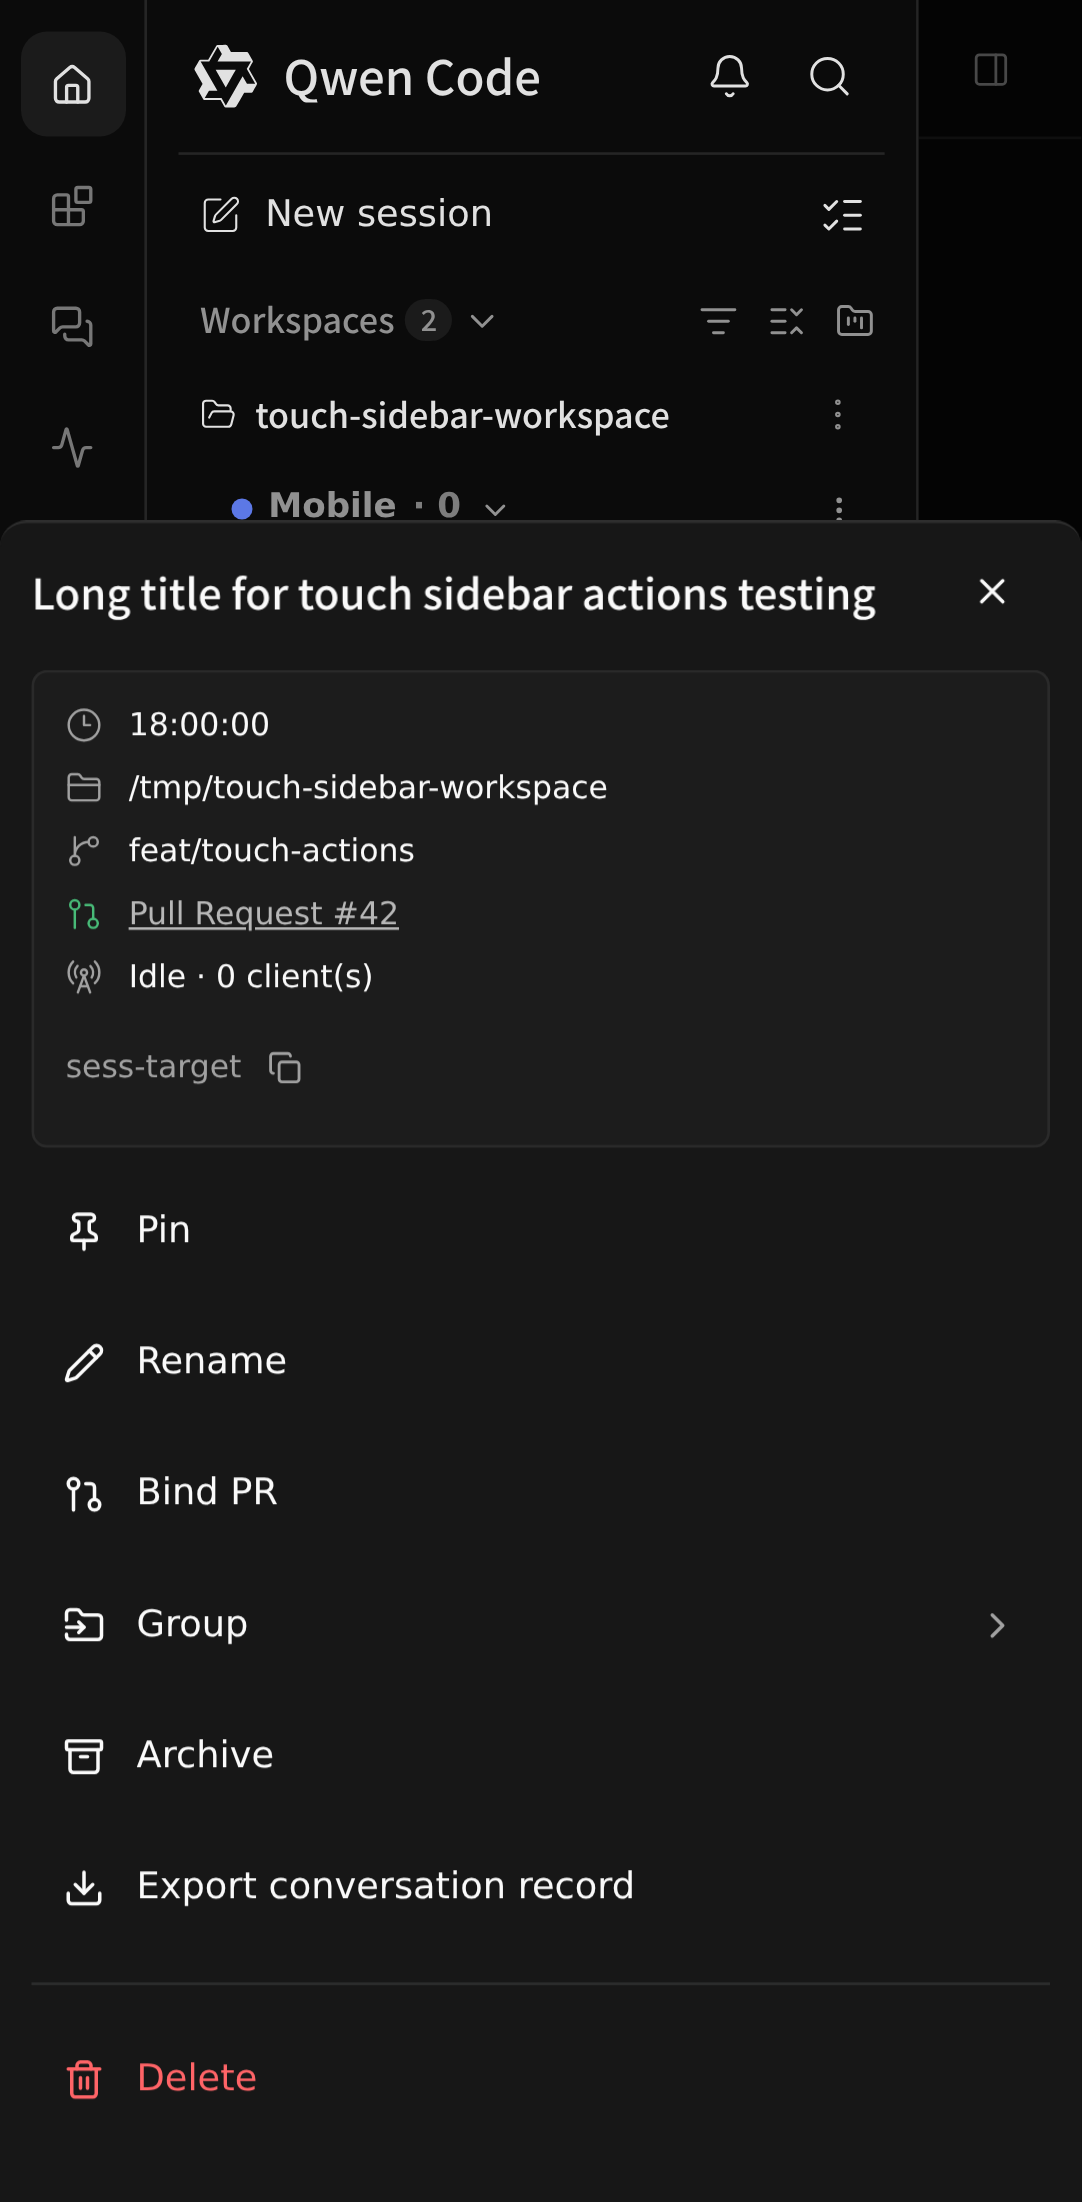 Qwen Code
New session
Workspaces 2
touch-sidebar-workspace
Mobile · 0
Long title for touch sidebar actions testing
18:00:00
/tmp/touch-sidebar-workspace
feat/touch-actions
Pull Request #42
Idle · 0 client(s)
sess-target
Pin
Rename
Bind PR
Group
Archive
Export conversation record
Delete